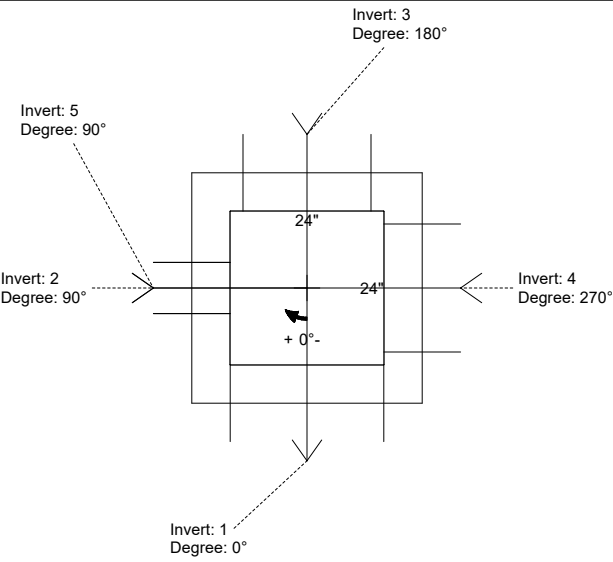 Invert: 3
Degree: 180°
Invert: 5
Degree: 90°
24"
Invert: 2
Degree: 90°
24"
Invert: 4
Degree: 270°
+ 0°-
Invert: 1
Degree: 0°